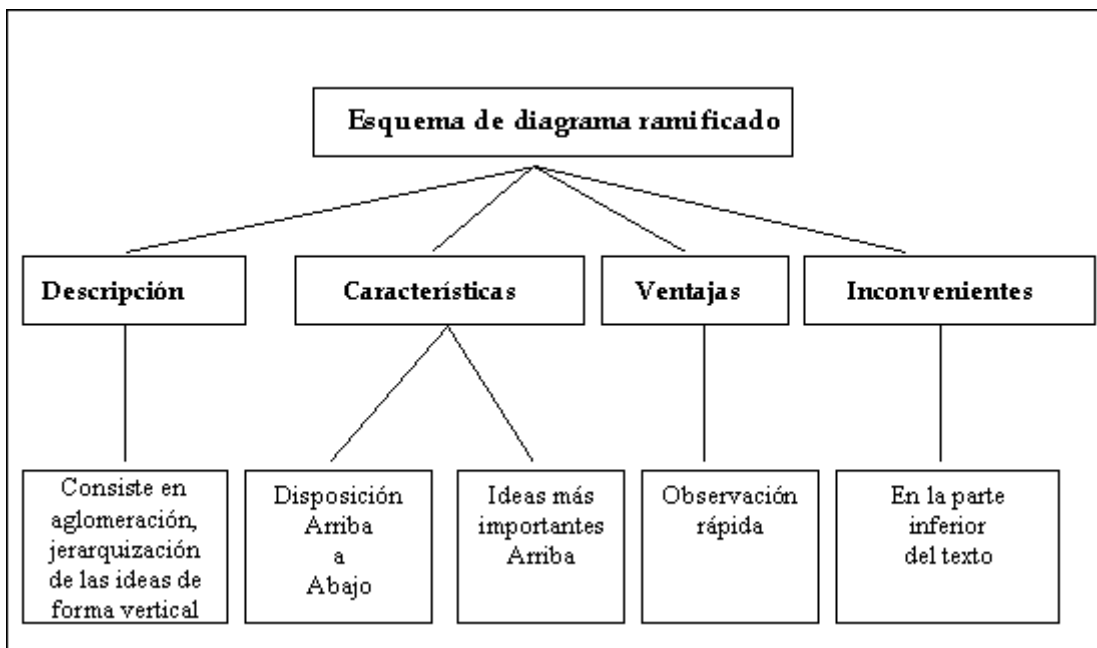 Esquema de diagrama ramificado
Descripción
Características
Ventajas
Inconvenientes
Consiste en
aglomeración,
jerarquización
de las ideas de
forma vertical
Disposición
Arriba
a
Abajo
Ideas más
importantes
Arriba
Observación
rápida
En la parte
inferior
del texto